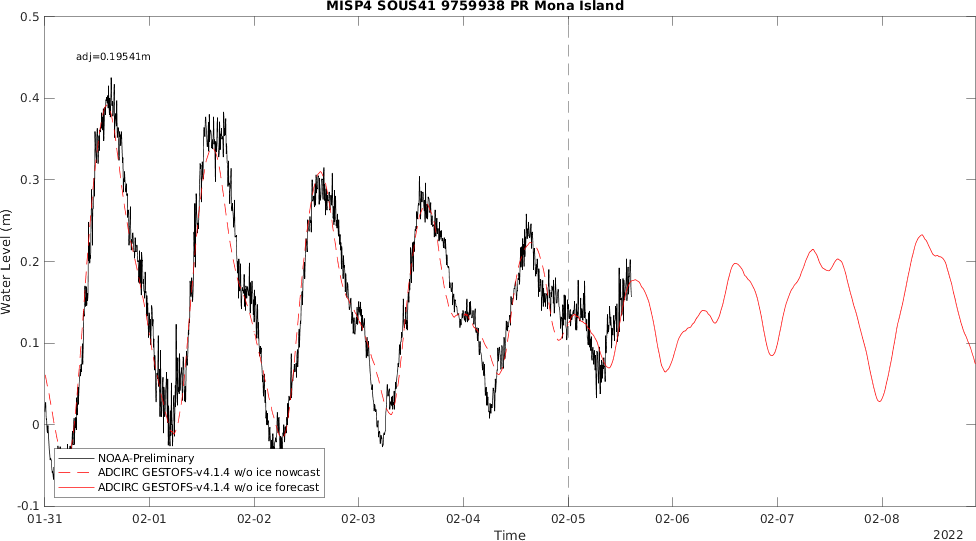 MISP4 SOUS41 9759938 PR Mona Island
adj=0.19541m
0.5
0.4
0.3
0.2
0.1
0
-0.1
Water Level (m)
NOAA-Preliminary
ADCIRC GESTOFS-v4.1.4 w/o ice nowcast
ADCIRC GESTOFS-v4.1.4 w/o ice forecast
01-31 02-01 02-02 02-03 02-04 02-05 02-06 02-07 02-08
Time
2022